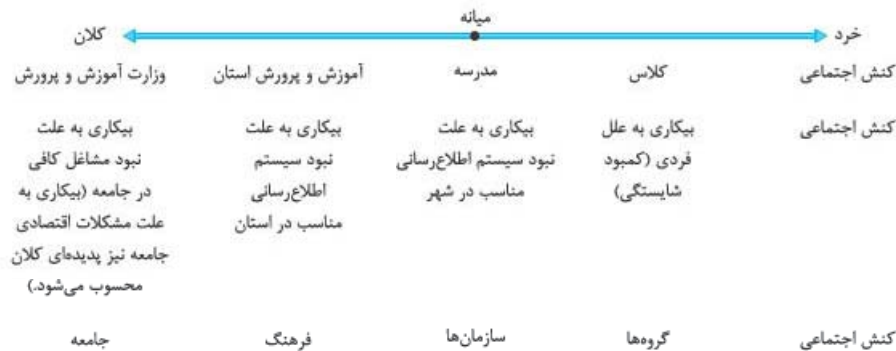 میانه
خرد
کلان
کنش اجتماعی
کلاس
مدرسه
آموزش و پرورش استان
وزارت آموزش و پرورش
کنش اجتماعی
بیکاری به علل
فردی (کمبود
شایستگی)
بیکاری به علت
نبود سیستم اطلاع‌رسانی
مناسب در شهر
بیکاری به علت
نبود سیستم
اطلاع‌رسانی
مناسب در استان
بیکاری به علت
نبود مشاغل کافی
در جامعه (بیکاری به
علت مشکلات اقتصادی
جامعه نیز پدیده‌ای کلان
محسوب می‌شود.)
کنش اجتماعی
گروه‌ها
سازمان‌ها
فرهنگ
جامعه